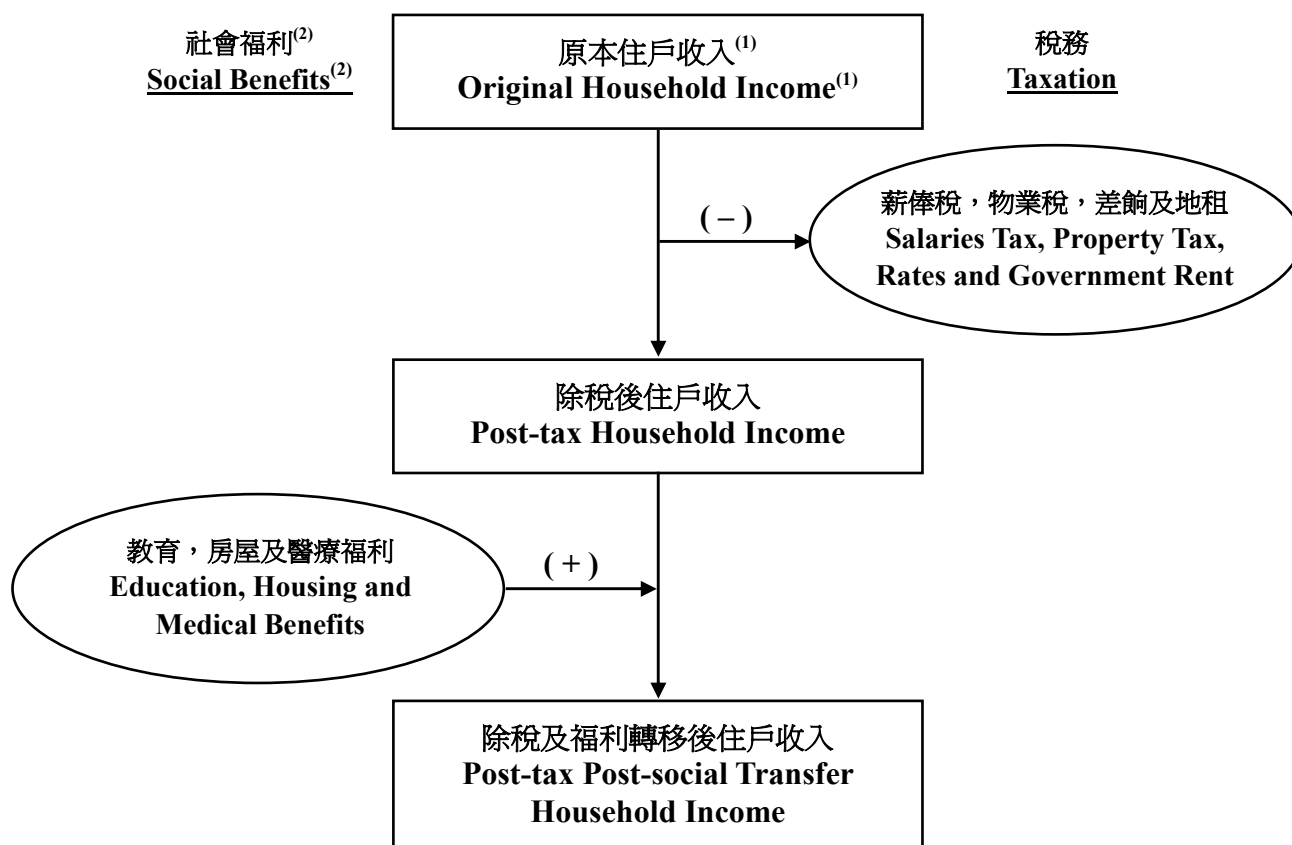 社會福利(2)
Social Benefits(2)
原本住戶收入(1)
Original Household Income(1)
稅務
Taxation
( – )
薪俸稅，物業稅，差餉及地租
Salaries Tax, Property Tax,
Rates and Government Rent
除稅後住戶收入
Post-tax Household Income
教育，房屋及醫療福利
Education, Housing and
Medical Benefits
( + )
除稅及福利轉移後住戶收入
Post-tax Post-social Transfer
Household Income